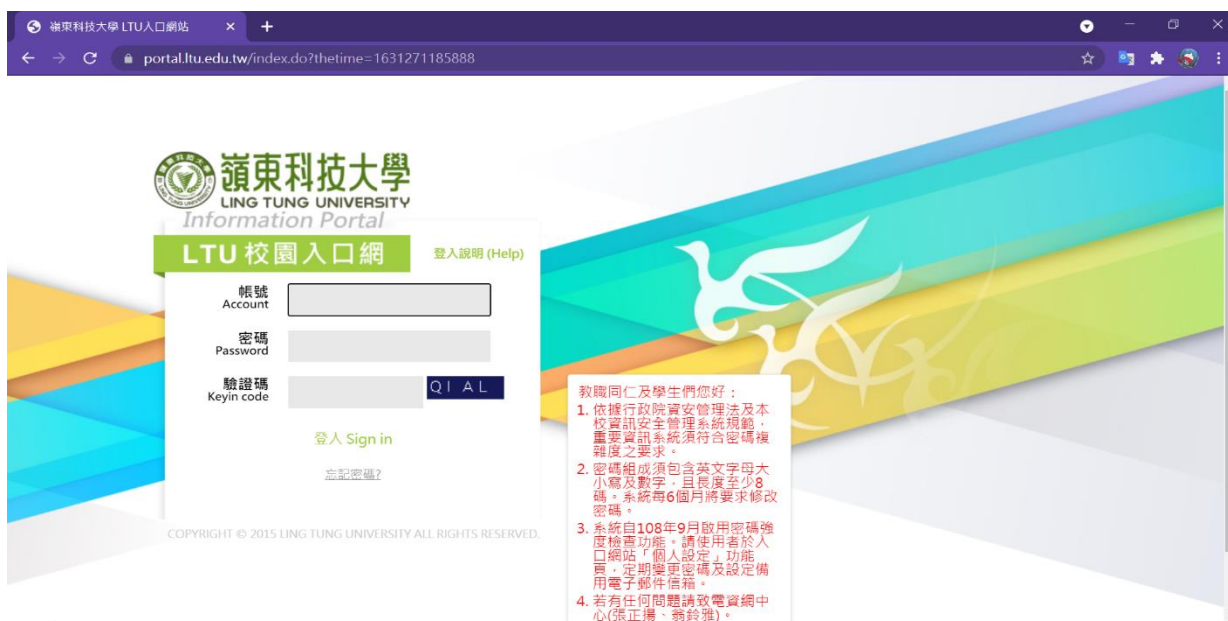 嶺東科技大學 LTU入口網站
portal.ltu.edu.tw/index.do?thetime=1631271185888
嶺東科技大學
LING TUNG UNIVERSITY
Information Portal
LTU 校園入口網
登入說明 (Help)
帳號
Account
密碼
Password
驗證碼
Keyin code
QIAL
登入 Sign in
忘記密碼?
COPYRIGHT © 2015 LING TUNG UNIVERSITY ALL RIGHTS RESERVED.
教職同仁及學生們您好：
1. 依據行政院資安管理法及本
校資訊安全管理系統規範，
重要資訊系統須符合密碼複
雜度之要求。
2. 密碼組成須包含英文字母大
小寫及數字，且長度至少8
碼。系統每6個月將要求修改
密碼。
3. 系統自108年9月啟用密碼強
度檢查功能。請使用者於入
口網站「個人設定」功能
頁，定期變更密碼及設定備
用電子郵件信箱。
4. 若有任何問題請致電資網中
心(張正揚、翁鈴雅)。